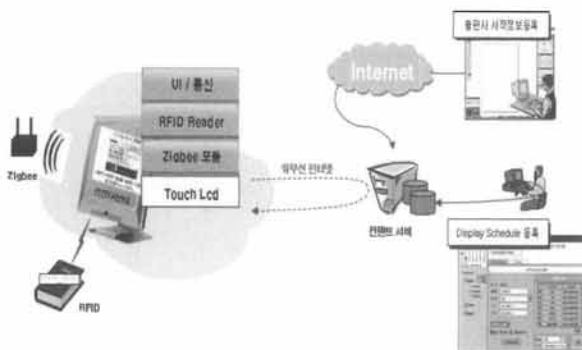 출판사 서적정보등록
Internet
UI / 통신
RFID Reader
Zigbee 모듈
Touch Lcd
유무선 인터넷
Zigbee
컨텐츠 서버
Display Schedule 등록
RFID